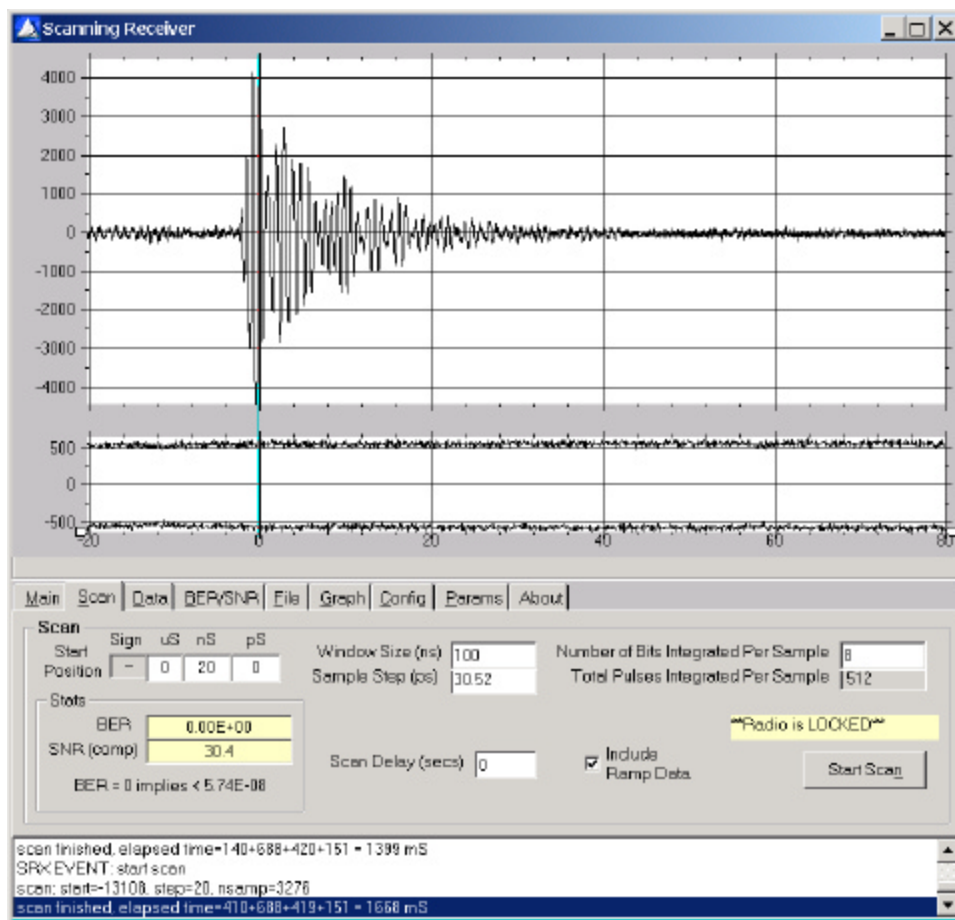 Scanning Receiver
4000
3000
2000
1000
0
-1000
-2000
-3000
-4000
500
0
-500
-20 0 20 40 60 80
Main Scan Data BER/SNR File Graph Config Params About
Scan
Sign uS nS pS
Start Position - 0 20 0
Window Size (ns) 100
Sample Step (ps) 30.52
Number of Bits Integrated Per Sample 8
Total Pulses Integrated Per Sample 512
Stats
BER 0.00E+00
SNR (comp) 30.4
BER = 0 implies < 5.74E-08
Scan Delay (secs) 0
Include Ramp Data
**Radio is LOCKED**
Start Scan
scan finished, elapsed time=140+688+420+151 = 1399 mS
SRX EVENT: start scan
scan: start=-13108, step=20, nsamp=3276
scan finished, elapsed time=410+688+419+151 = 1668 mS